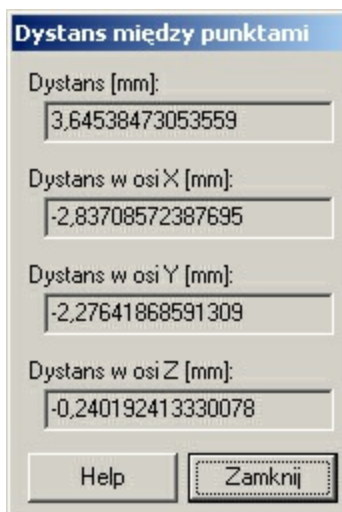 Dystans między punktami
Dystans [mm]:
3,64538473053559
Dystans w osi X [mm]:
-2,83708572387695
Dystans w osi Y [mm]:
-2,27641868591309
Dystans w osi Z [mm]:
-0,240192413330078
Help Zamknij